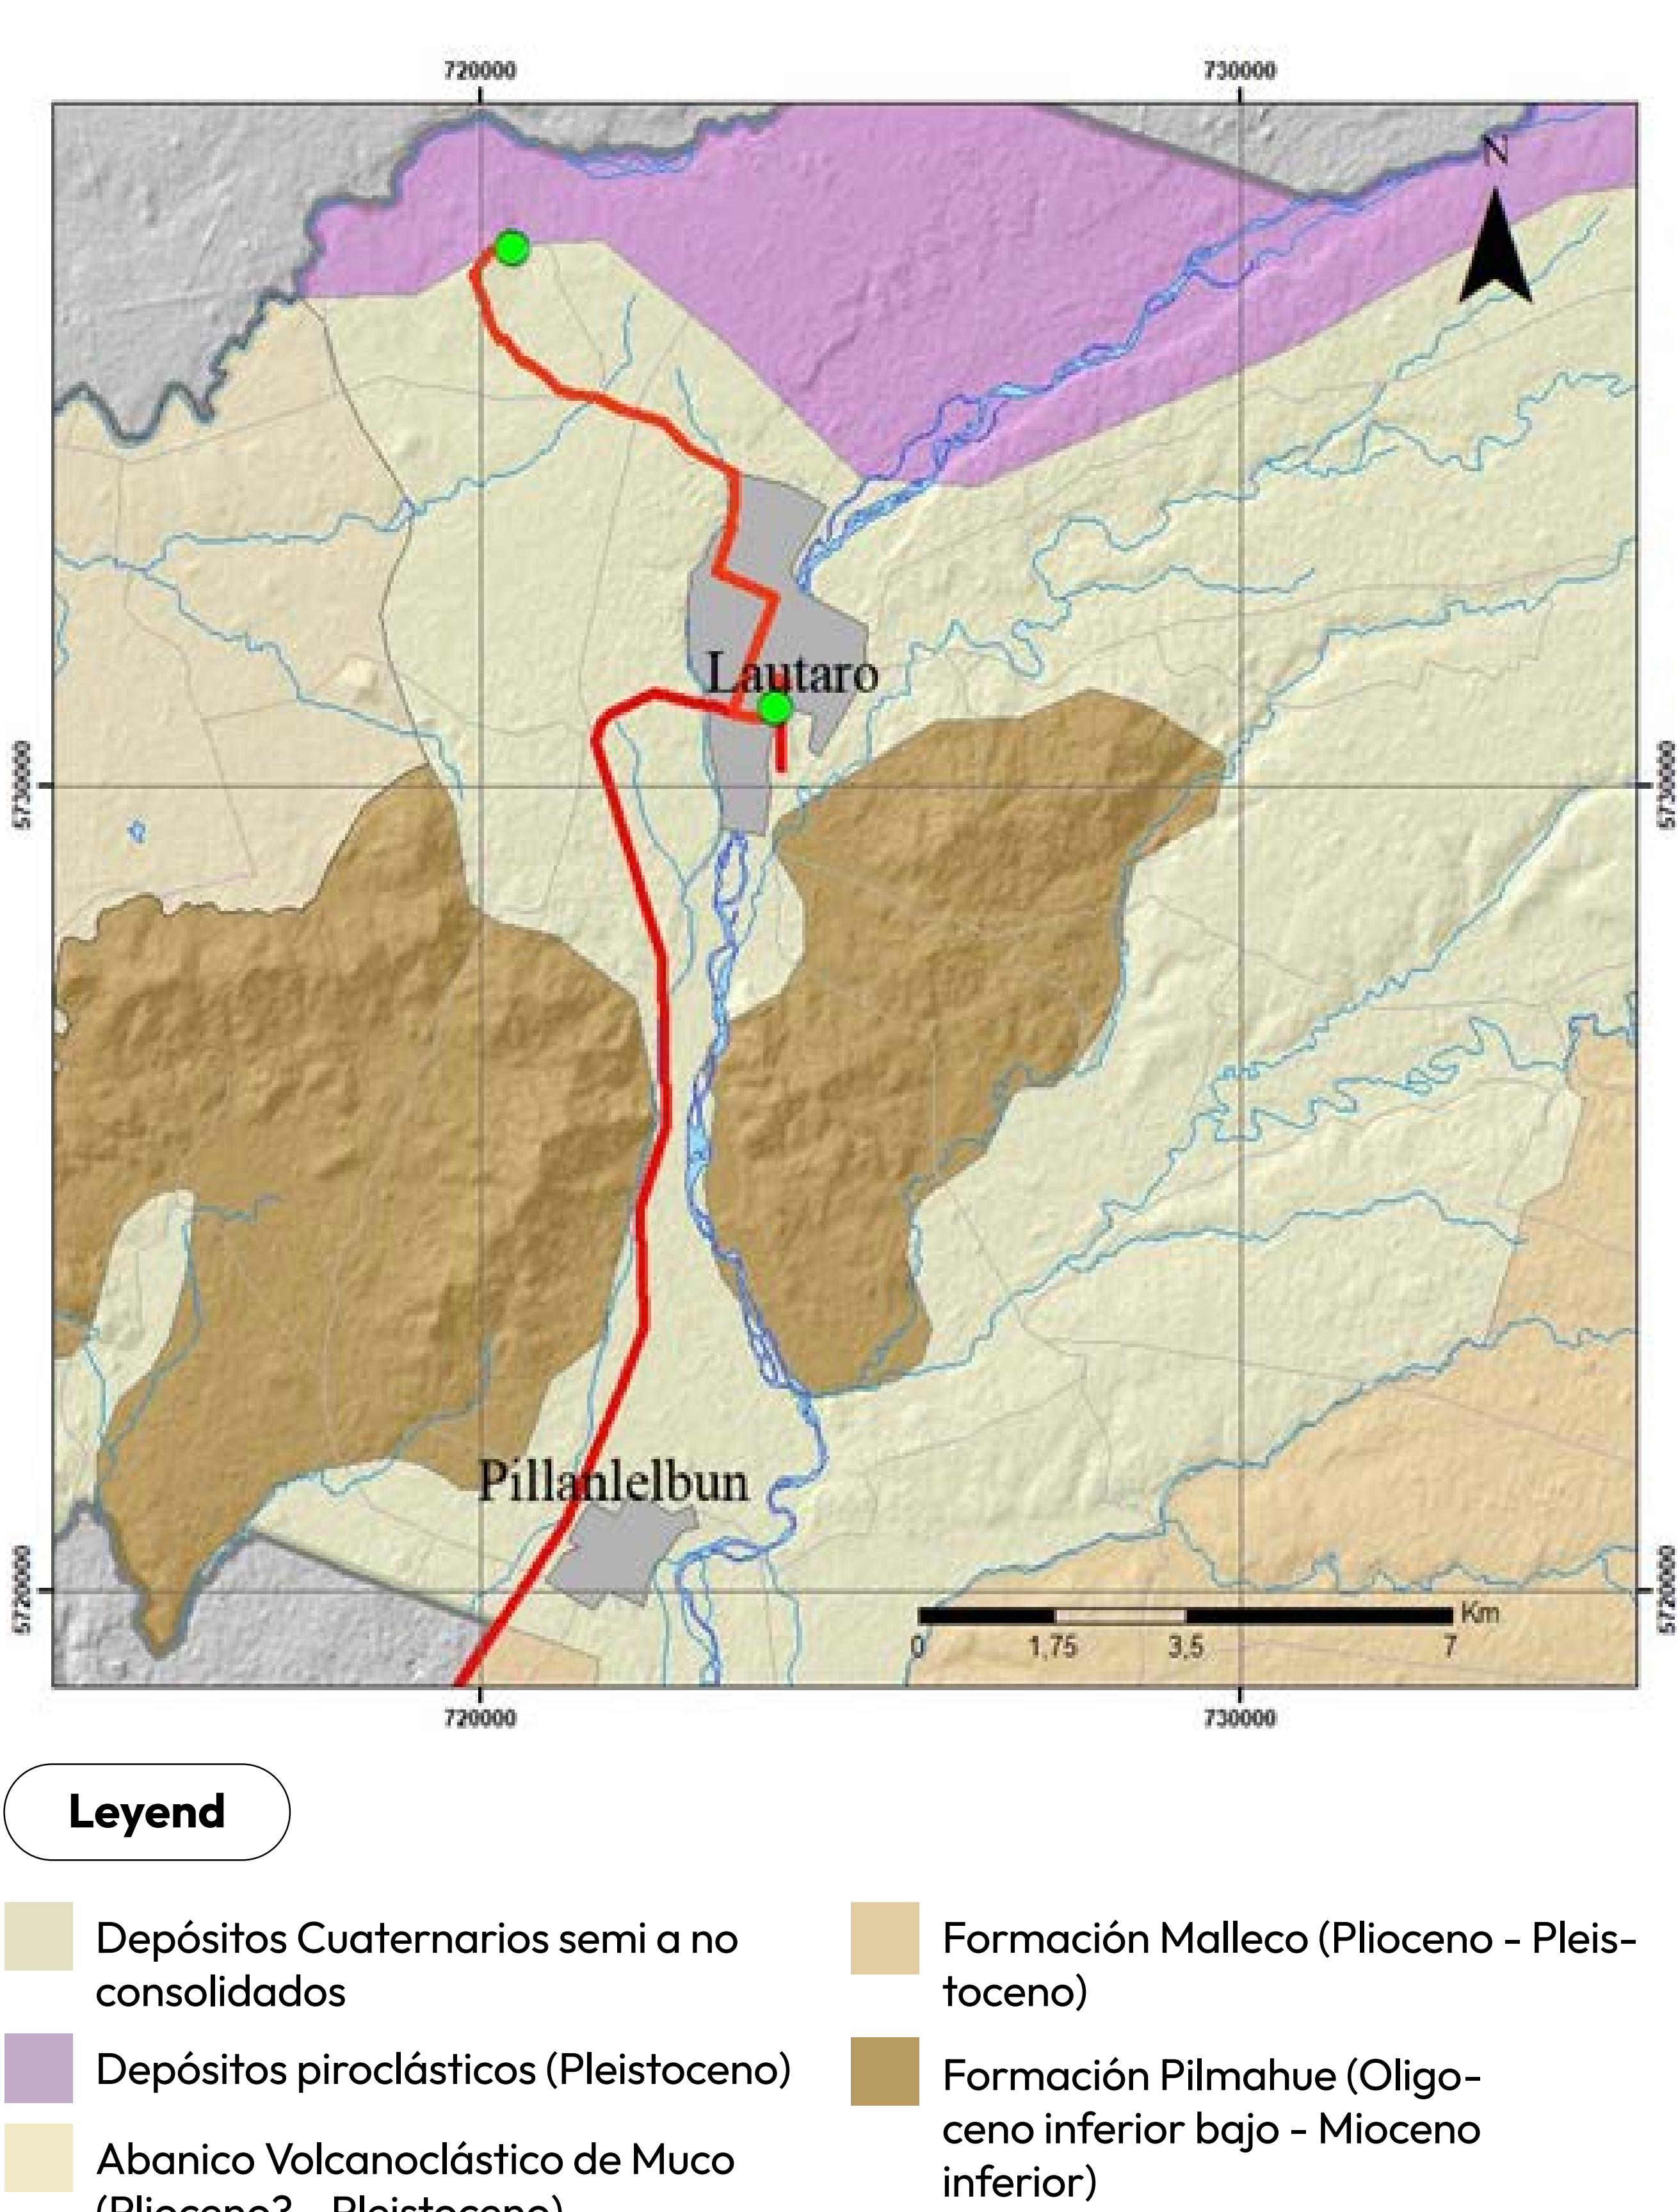 720000
730000
N
Lautaro
5730000
5730000
Pillanlelbun
5720000
5720000
Km
0
1,75
3,5
7
720000
730000
Leyend
Depósitos Cuaternarios semi a no
consolidados
Depósitos piroclásticos (Pleistoceno)
Abanico Volcanoclástico de Muco
(Plioceno? - Pleistoceno)
Formación Malleco (Plioceno - Pleis-
toceno)
Formación Pilmahue (Oligo-
ceno inferior bajo - Mioceno
inferior)